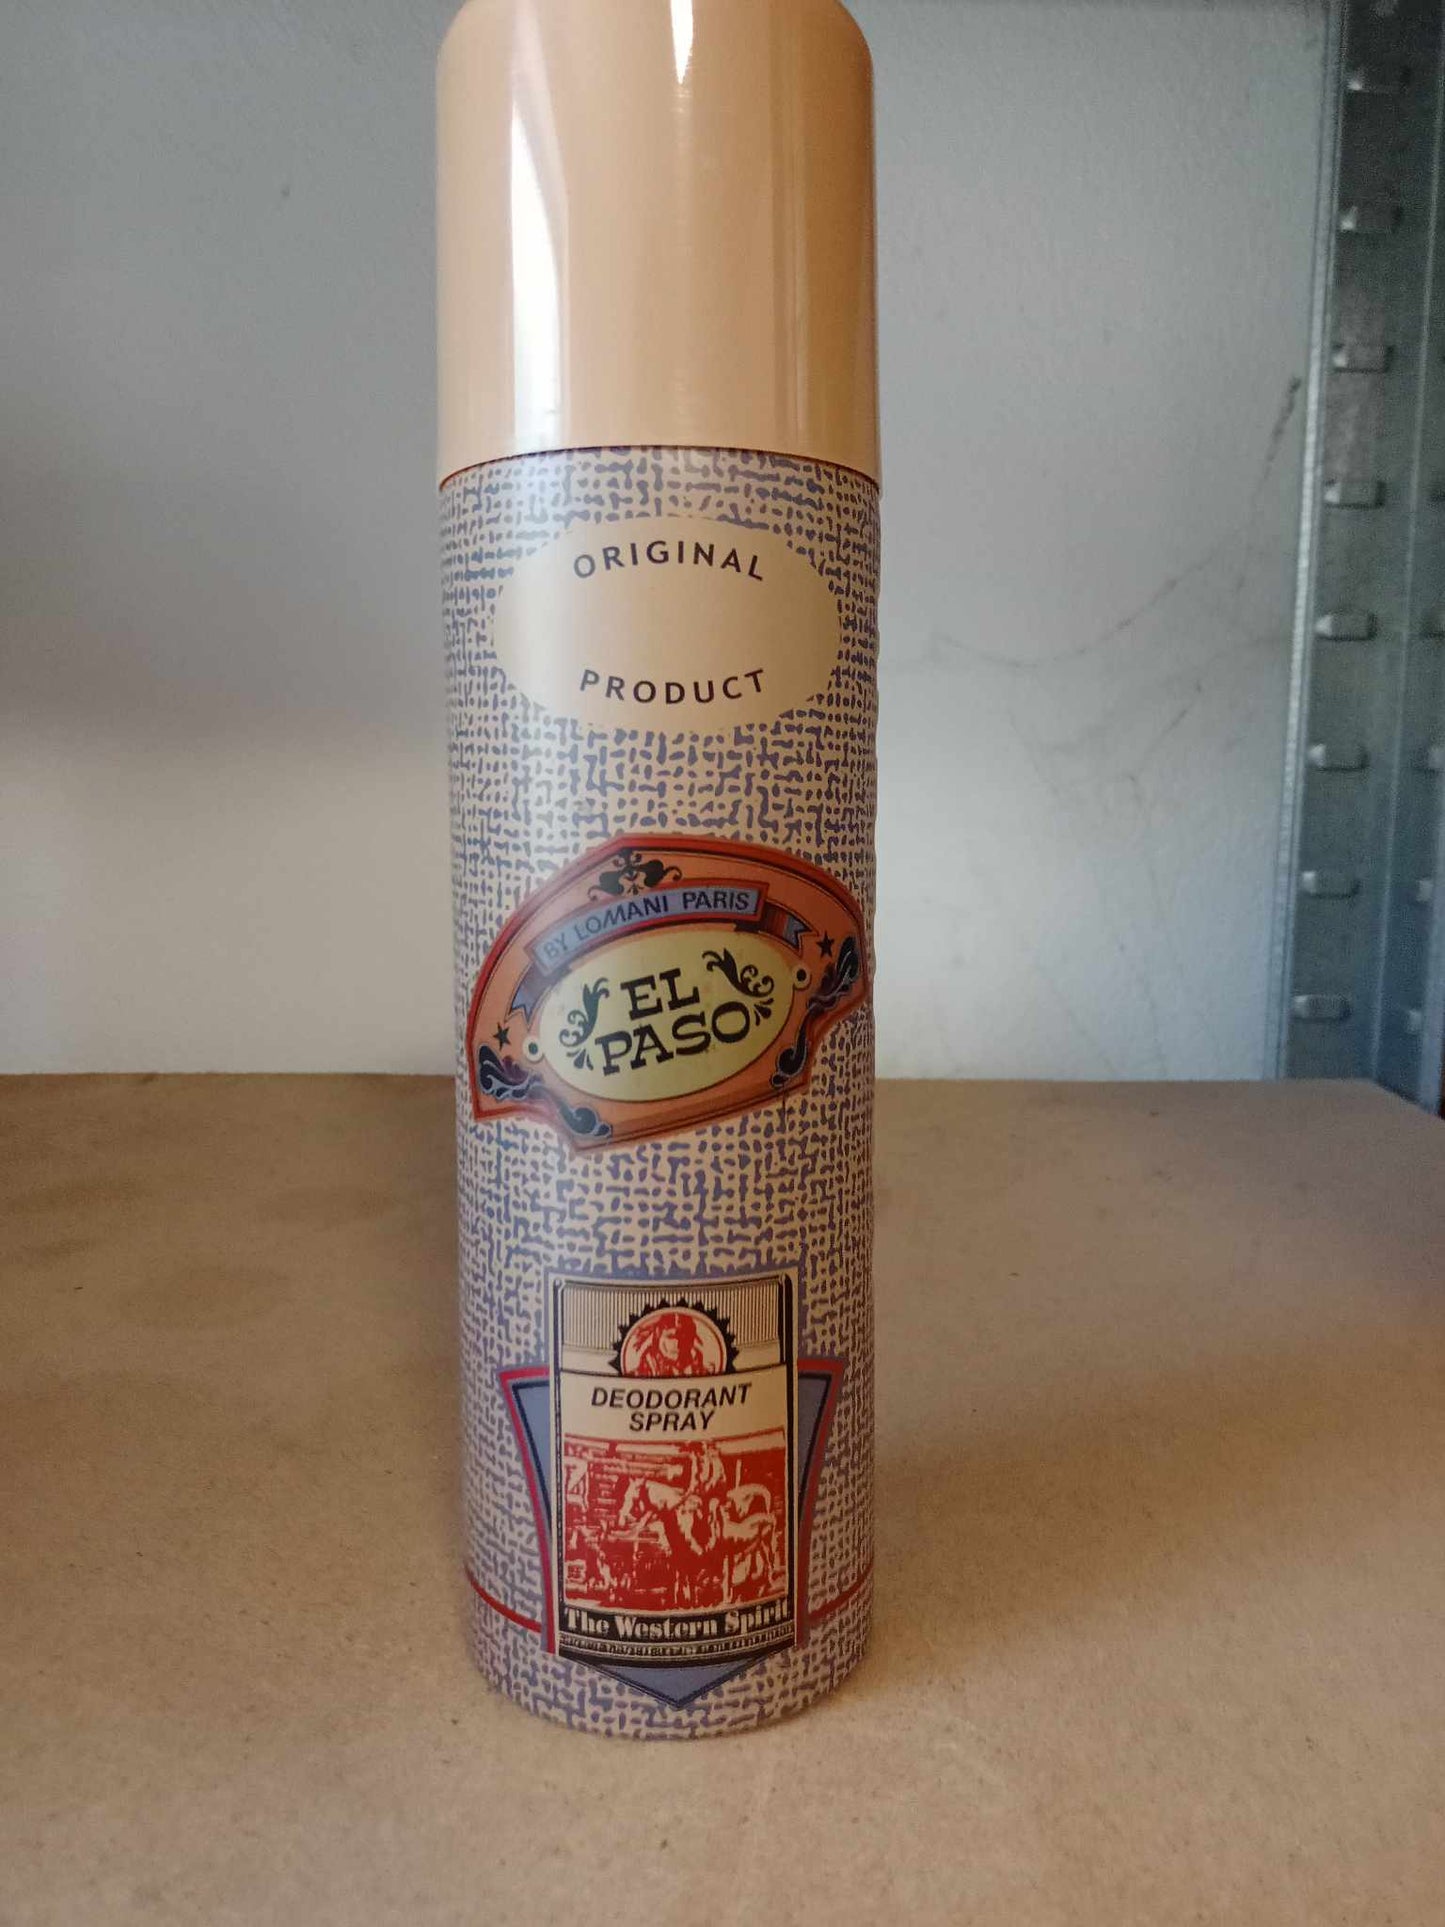 ORIGINAL
PRODUCT
BY LOMANI PARIS
EL
PASO
DEODORANT
SPRAY
The Western Spirit